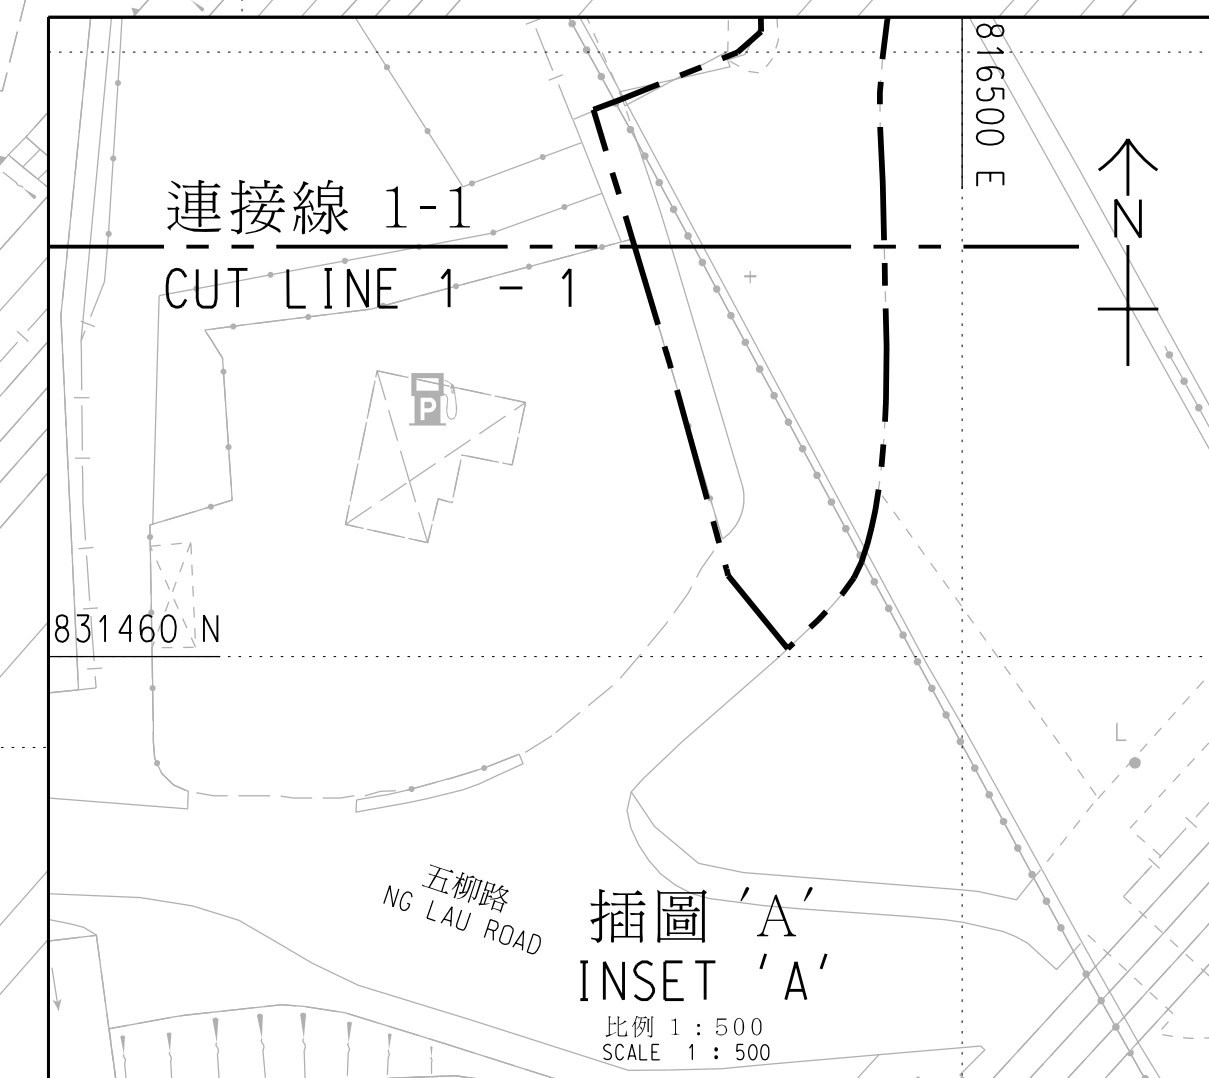 816500 E
連接線 1-1
N
CUT LINE 1 - 1
P
831460 N
L
五柳路
NG LAU ROAD
插圖 'A'
INSET 'A'
比例 1 : 500
SCALE 1 : 500